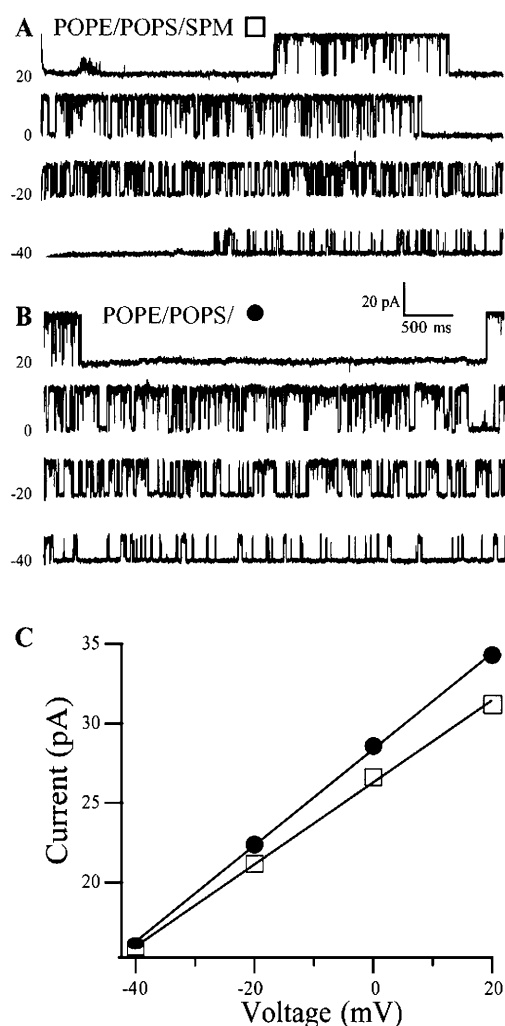 A POPE/POPS/SPM
20
0
-20
-40
B POPE/POPS/
20 pA
500 ms
20
0
-20
-40
C
35
30
25
20
Current (pA)
-40 -20 0 20
Voltage (mV)